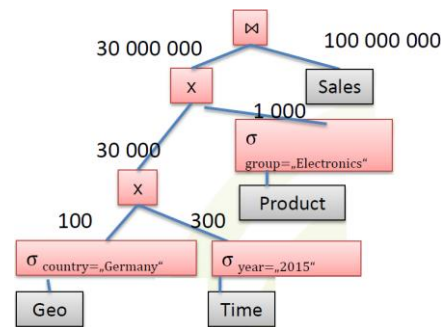 ⋈
30 000 000
100 000 000
x
Sales
1 000
σ
group=„Electronics“
30 000
x
Product
100
300
σ country=„Germany“
σ year=„2015“
Geo
Time